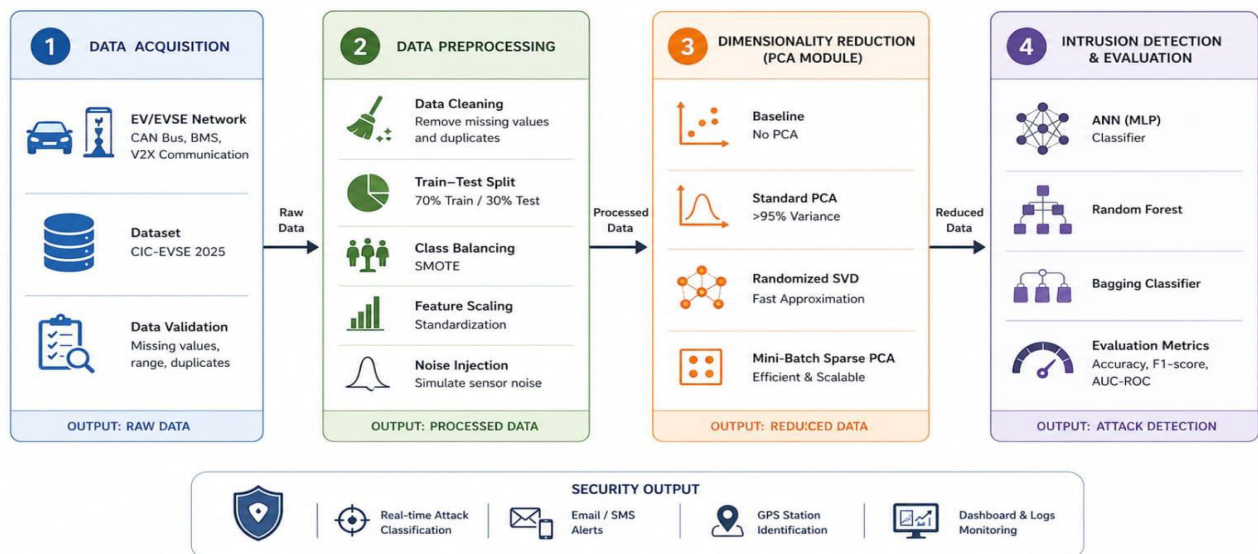 1 DATA ACQUISITION
EV/EVSE Network
CAN Bus, BMS,
V2X Communication
Dataset
CIC-EVSE 2025
Data Validation
Missing values,
range, duplicates
OUTPUT: RAW DATA
Raw
Data
2 DATA PREPROCESSING
Data Cleaning
Remove missing values
and duplicates
Train–Test Split
70% Train / 30% Test
Class Balancing
SMOTE
Feature Scaling
Standardization
Noise Injection
Simulate sensor noise
OUTPUT: PROCESSED DATA
Processed
Data
3 DIMENSIONALITY REDUCTION
(PCA MODULE)
Baseline
No PCA
Standard PCA
>95% Variance
Randomized SVD
Fast Approximation
Mini-Batch Sparse PCA
Efficient & Scalable
OUTPUT: REDUCED DATA
Reduced
Data
4 INTRUSION DETECTION
& EVALUATION
ANN (MLP)
Classifier
Random Forest
Bagging Classifier
Evaluation Metrics
Accuracy, F1-score,
AUC-ROC
OUTPUT: ATTACK DETECTION
SECURITY OUTPUT
Real-time Attack
Classification
Email / SMS
Alerts
GPS Station
Identification
Dashboard & Logs
Monitoring